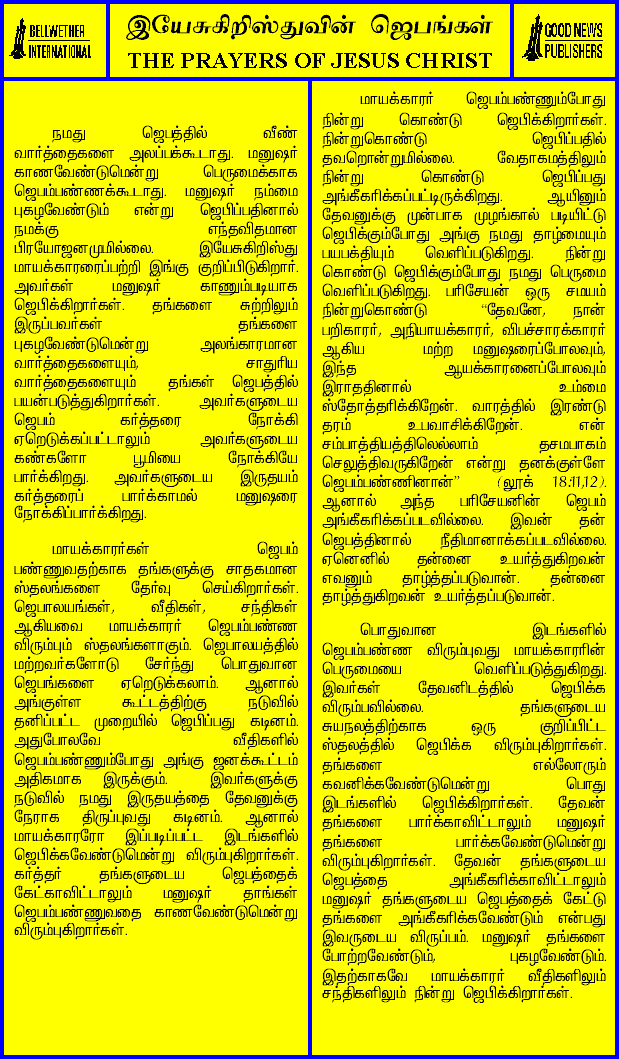 BELLWETHER
INTERNATIONAL
இயேசுகிறிஸ்துவின் ஜெபங்கள்
THE PRAYERS OF JESUS CHRIST
GOOD NEWS
PUBLISHERS
நமது ஜெபத்தில் வீண்
வார்த்தைகளை அலப்பக்கூடாது. மனுஷர்
காணவேண்டுமென்று பெருமைக்காக
ஜெபம்பண்ணக்கூடாது. மனுஷர் நம்மை
புகழவேண்டும் என்று ஜெபிப்பதினால்
நமக்கு எந்தவிதமான
பிரயோஜனமுமில்லை. இயேசுகிறிஸ்து
மாயக்காரரைப்பற்றி இங்கு குறிப்பிடுகிறார்.
அவர்கள் மனுஷர் காணும்படியாக
ஜெபிக்கிறார்கள். தங்களை சுற்றிலும்
இருப்பவர்கள் தங்களை
புகழவேண்டுமென்று அலங்காரமான
வார்த்தைகளையும், சாதுரிய
வார்த்தைகளையும் தங்கள் ஜெபத்தில்
பயன்படுத்துகிறார்கள். அவர்களுடைய
ஜெபம் கர்த்தரை நோக்கி
ஏறெடுக்கப்பட்டாலும் அவர்களுடைய
கண்களோ பூமியை நோக்கியே
பார்க்கிறது. அவர்களுடைய இருதயம்
கர்த்தரைப் பார்க்காமல் மனுஷரை
நோக்கிப்பார்க்கிறது.
மாயக்காரர்கள் ஜெபம்
பண்ணுவதற்காக தங்களுக்கு சாதகமான
ஸ்தலங்களை தேர்வு செய்கிறார்கள்.
ஜெபாலயங்கள், வீதிகள், சந்திகள்
ஆகியவை மாயக்காரர் ஜெபம்பண்ண
விரும்பும் ஸ்தலங்களாகும். ஜெபாலயத்தில்
மற்றவர்களோடு சேர்ந்து பொதுவான
ஜெபங்களை ஏறெடுக்கலாம். ஆனால்
அங்குள்ள கூட்டத்திற்கு நடுவில்
தனிப்பட்ட முறையில் ஜெபிப்பது கடினம்.
அதுபோலவே வீதிகளில்
ஜெபம்பண்ணும்போது அங்கு ஜனக்கூட்டம்
அதிகமாக இருக்கும். இவர்களுக்கு
நடுவில் நமது இருதயத்தை தேவனுக்கு
நேராக திருப்புவது கடினம். ஆனால்
மாயக்காரரோ இப்படிப்பட்ட இடங்களில்
ஜெபிக்கவேண்டுமென்று விரும்புகிறார்கள்.
கர்த்தர் தங்களுடைய ஜெபத்தைக்
கேட்காவிட்டாலும் மனுஷர் தாங்கள்
ஜெபம்பண்ணுவதை காணவேண்டுமென்று
விரும்புகிறார்கள்.
மாயக்காரர் ஜெபம்பண்ணும்போது
நின்று கொண்டு ஜெபிக்கிறார்கள்.
நின்றுகொண்டு ஜெபிப்பதில்
தவறொன்றுமில்லை. வேதாகமத்திலும்
நின்று கொண்டு ஜெபிப்பது
அங்கீகரிக்கப்பட்டிருக்கிறது. ஆயினும்
தேவனுக்கு முன்பாக முழங்கால் படியிட்டு
ஜெபிக்கும்போது அங்கு நமது தாழ்மையும்
பயபக்தியும் வெளிப்படுகிறது. நின்று
கொண்டு ஜெபிக்கும்போது நமது பெருமை
வெளிப்படுகிறது. பரிசேயன் ஒரு சமயம்
நின்றுகொண்டு “தேவனே, நான்
பறிகாரர், அநியாயக்காரர், விபச்சாரக்காரர்
ஆகிய மற்ற மனுஷரைப்போலவும்,
இந்த ஆயக்காரனைப்போலவும்
இராததினால் உம்மை
ஸ்தோத்தரிக்கிறேன். வாரத்தில் இரண்டு
தரம் உபவாசிக்கிறேன். என்
சம்பாத்தியத்திலெல்லாம் தசமபாகம்
செலுத்திவருகிறேன் என்று தனக்குள்ளே
ஜெபம்பண்ணினான்” (லூக் 18:11,12).
ஆனால் அந்த பரிசேயனின் ஜெபம்
அங்கீகரிக்கப்படவில்லை. இவன் தன்
ஜெபத்தினால் நீதிமானாக்கப்படவில்லை.
ஏனெனில் தன்னை உயர்த்துகிறவன்
எவனும் தாழ்த்தப்படுவான். தன்னை
தாழ்த்துகிறவன் உயர்த்தப்படுவான்.
பொதுவான இடங்களில்
ஜெபம்பண்ண விரும்புவது மாயக்காரரின்
பெருமையை வெளிப்படுத்துகிறது.
இவர்கள் தேவனிடத்தில் ஜெபிக்க
விரும்பவில்லை. தங்களுடைய
சுயநலத்திற்காக ஒரு குறிப்பிட்ட
ஸ்தலத்தில் ஜெபிக்க விரும்புகிறார்கள்.
தங்களை எல்லோரும்
கவனிக்கவேண்டுமென்று பொது
இடங்களில் ஜெபிக்கிறார்கள். தேவன்
தங்களை பார்க்காவிட்டாலும் மனுஷர்
தங்களை பார்க்கவேண்டுமென்று
விரும்புகிறார்கள். தேவன் தங்களுடைய
ஜெபத்தை அங்கீகரிக்காவிட்டாலும்
மனுஷர் தங்களுடைய ஜெபத்தைக் கேட்டு
தங்களை அங்கீகரிக்கவேண்டும் என்பது
இவருடைய விருப்பம். மனுஷர் தங்களை
போற்றவேண்டும், புகழவேண்டும்.
இதற்காகவே மாயக்காரர் வீதிகளிலும்
சந்திகளிலும் நின்று ஜெபிக்கிறார்கள்.